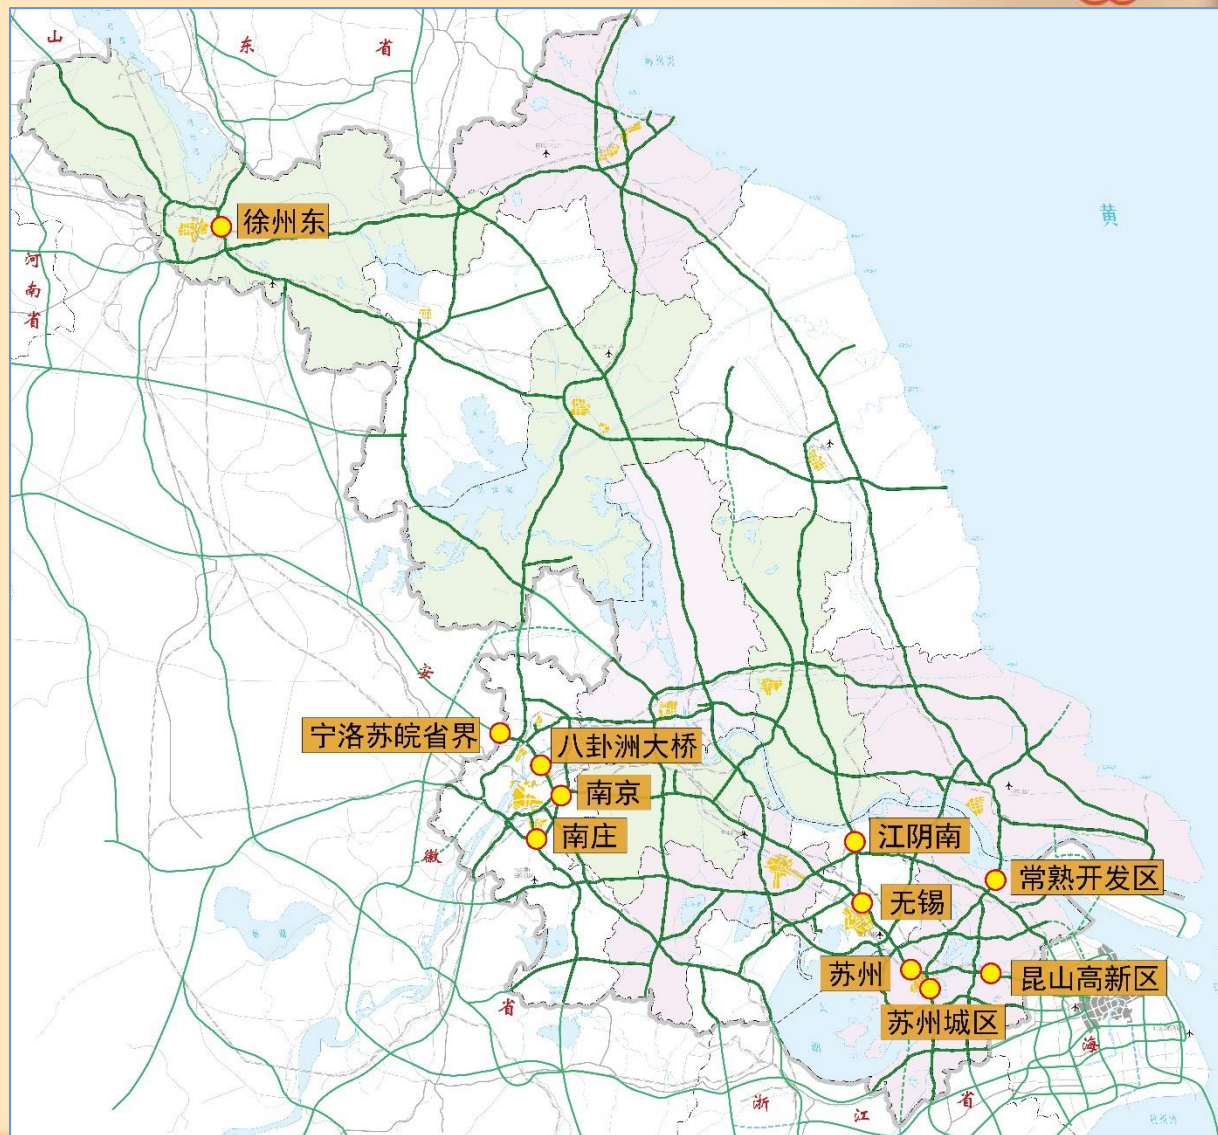 山
东
省
黄
徐州东
河
南
省
安
宁洛苏皖省界
八卦洲大桥
南京
南庄
徽
江阴南
常熟开发区
无锡
苏州
昆山高新区
苏州城区
省
海
浙
江
省